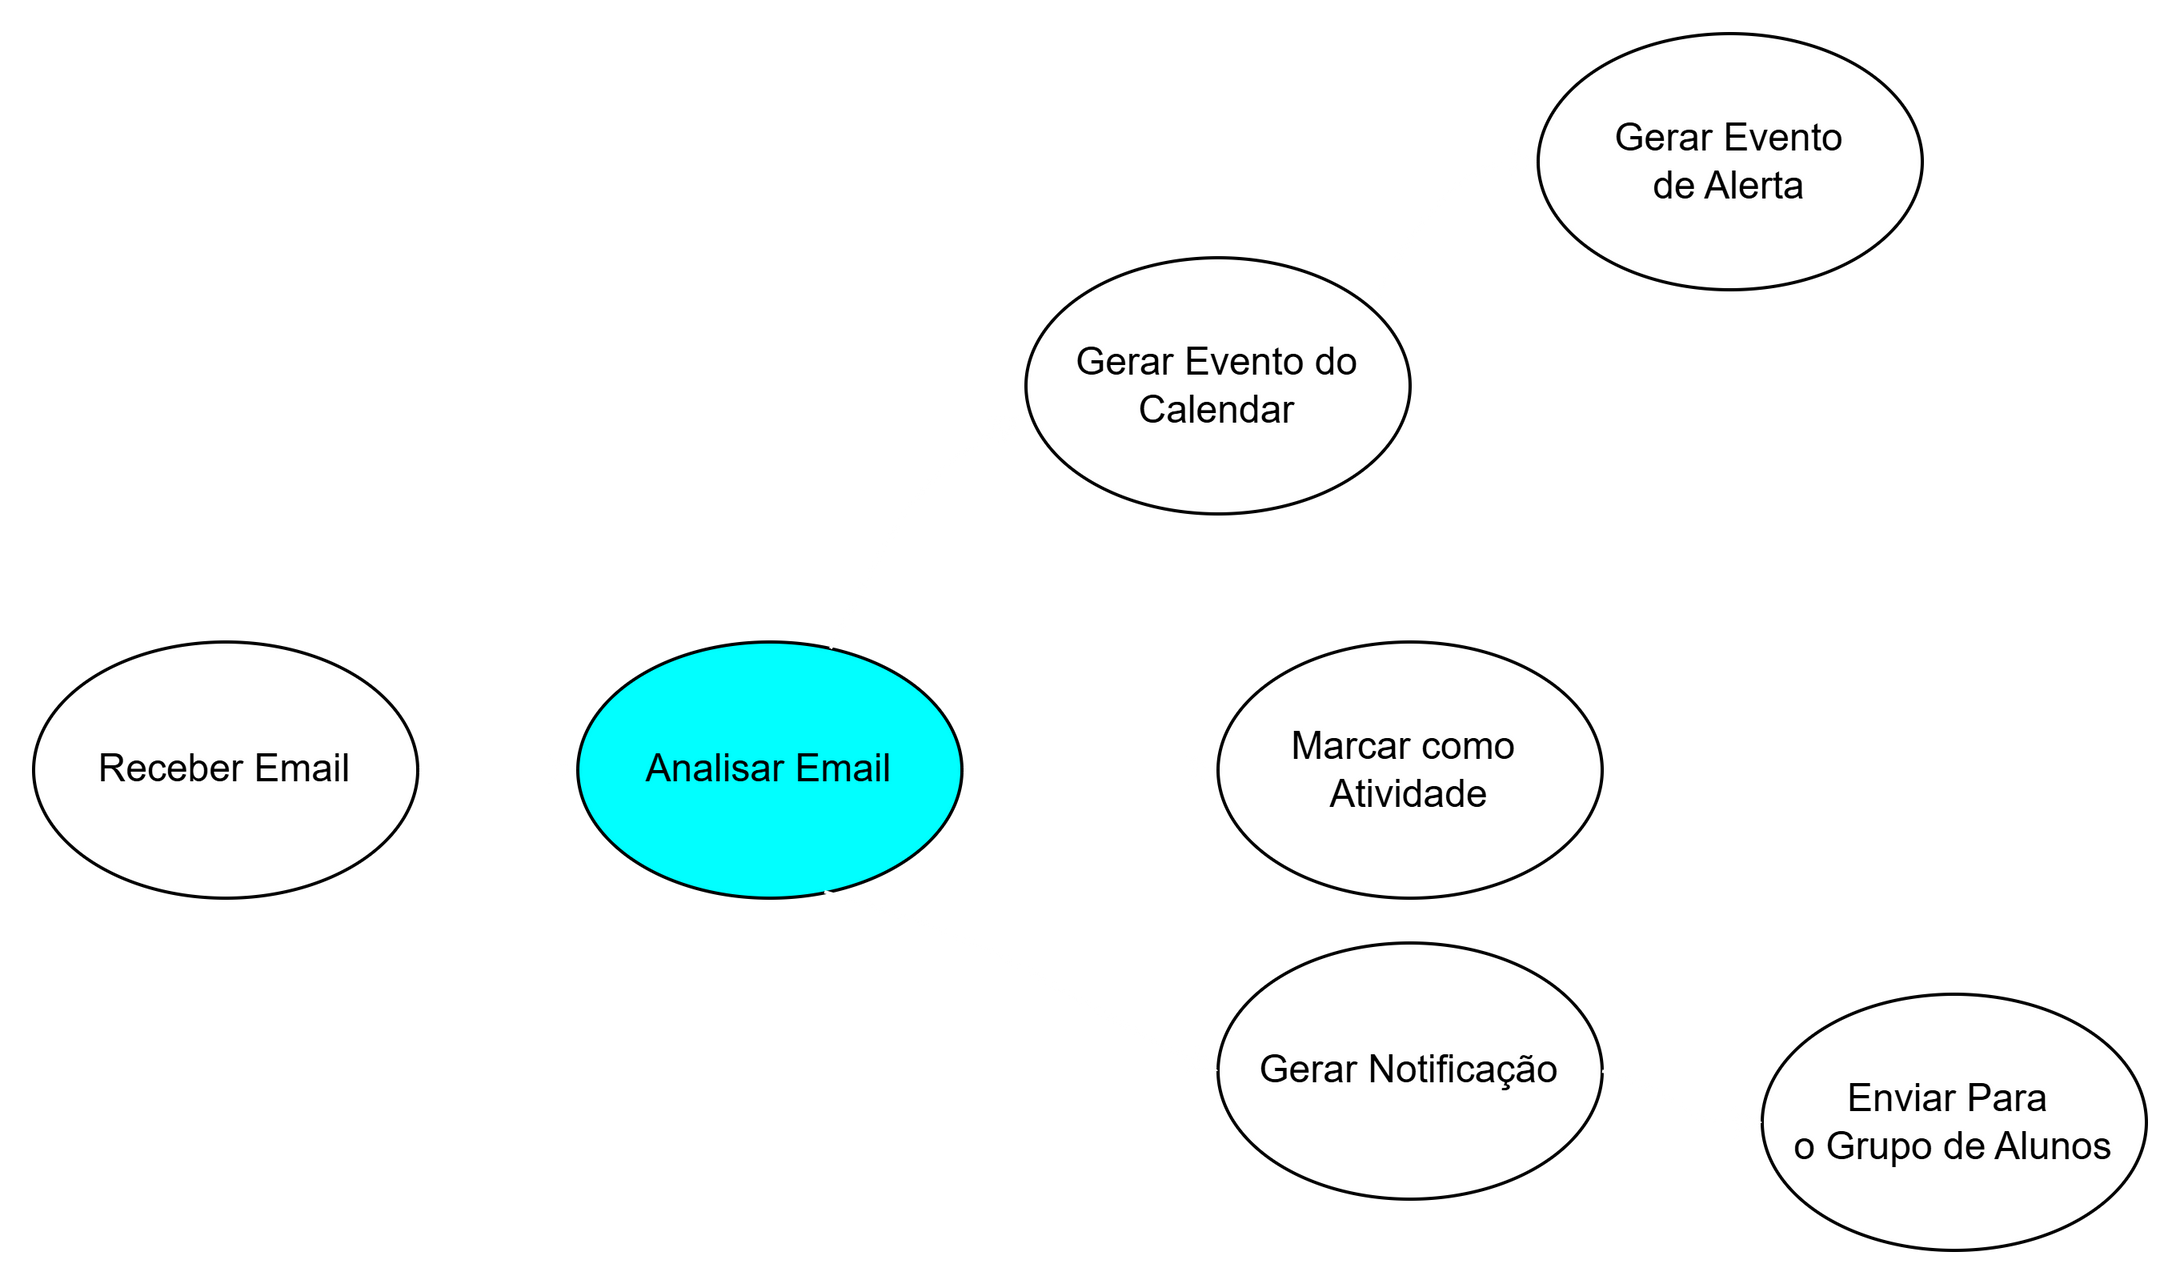 Gerar Evento
de Alerta
Gerar Evento do
Calendar
Receber Email
Analisar Email
Marcar como
Atividade
Gerar Notificação
Enviar Para
o Grupo de Alunos